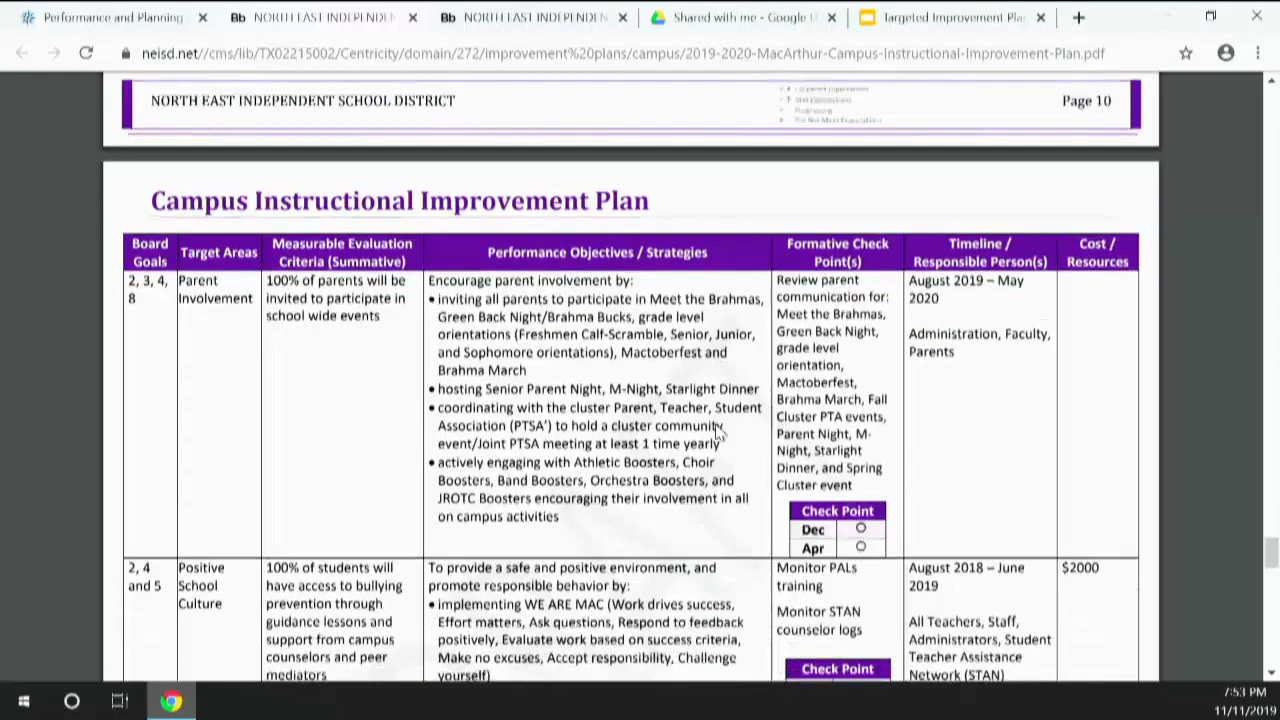 Performance and Planning
Bb NORTH EAST INDEPENDEN
Bb NORTH EAST INDEPENDEN
Shared with me - Google
Targeted Improvement Pla
neisd.net//cms/lib/TX02215002/Centricity/domain/272/improvement%20plans/campus/2019-2020-MacArthur-Campus-Instructional-Improvement-Plan.pdf
NORTH EAST INDEPENDENT SCHOOL DISTRICT
Page 10
Campus Instructional Improvement Plan
Board
Goals
Target Areas
Measurable Evaluation
Criteria (Summative)
Performance Objectives / Strategies
Formative Check
Point(s)
Timeline /
Responsible Person(s)
Cost /
Resources
2, 3, 4,
8
Parent
Involvement
100% of parents will be
invited to participate in
school wide events
Encourage parent involvement by:
• inviting all parents to participate in Meet the Brahmas,
Green Back Night/Brahma Bucks, grade level
orientations (Freshmen Calf-Scramble, Senior, Junior,
and Sophomore orientations), Mactoberfest and
Brahma March
• hosting Senior Parent Night, M-Night, Starlight Dinner
• coordinating with the cluster Parent, Teacher, Student
Association (PTSA') to hold a cluster community
event/Joint PTSA meeting at least 1 time yearly
• actively engaging with Athletic Boosters, Choir
Boosters, Band Boosters, Orchestra Boosters, and
JROTC Boosters encouraging their involvement in all
on campus activities
Review parent
communication for:
Meet the Brahmas,
Green Back Night,
grade level
orientation,
Mactoberfest,
Brahma March, Fall
Cluster PTA events,
Parent Night, M-
Night, Starlight
Dinner, and Spring
Cluster event
Check Point
Dec
Apr
August 2019 – May
2020
Administration, Faculty,
Parents
2, 4
and 5
Positive
School
Culture
100% of students will
have access to bullying
prevention through
guidance lessons and
support from campus
counselors and peer
mediators
To provide a safe and positive environment, and
promote responsible behavior by:
• implementing WE ARE MAC (Work drives success,
Effort matters, Ask questions, Respond to feedback
positively, Evaluate work based on success criteria,
Make no excuses, Accept responsibility, Challenge
yourself)
Monitor PALs
training
Monitor STAN
counselor logs
Check Point
August 2018 – June
2019
All Teachers, Staff,
Administrators, Student
Teacher Assistance
Network (STAN)
$2000
7:53 PM
11/11/2019